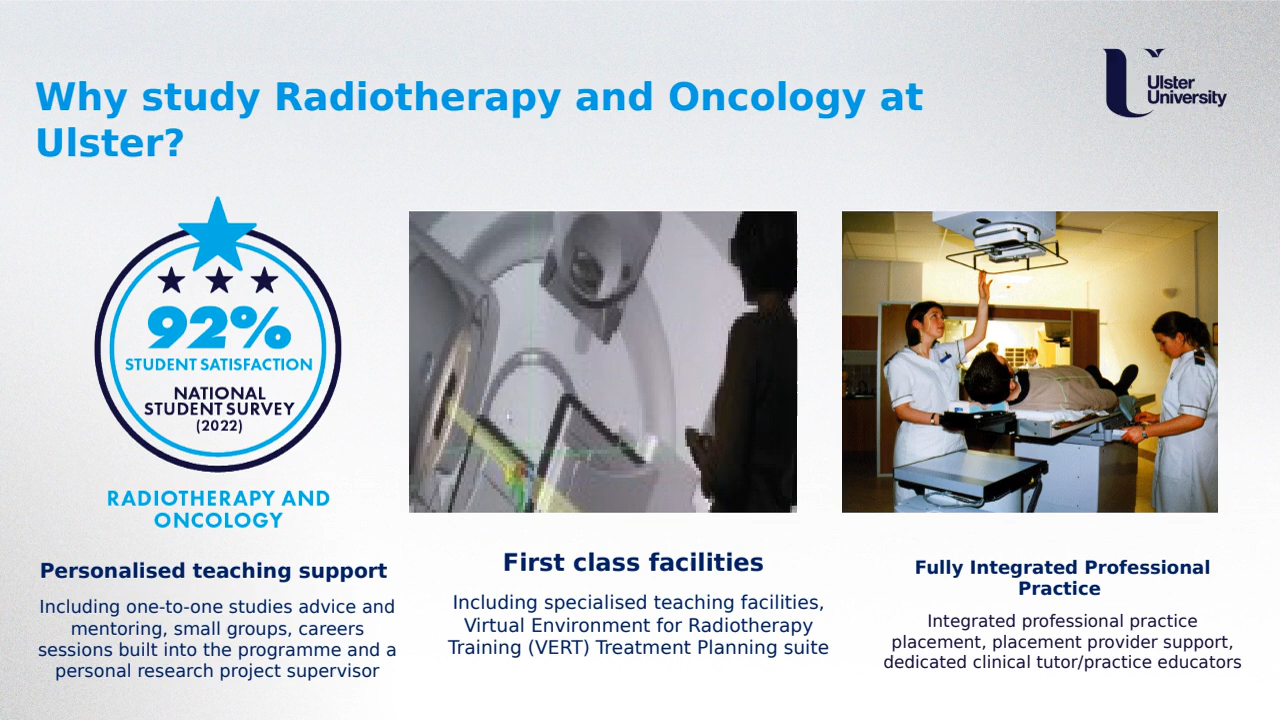 Why study Radiotherapy and Oncology at
Ulster?
Ulster
University
92%
STUDENT SATISFACTION
NATIONAL
STUDENT SURVEY
(2022)
RADIOTHERAPY AND
ONCOLOGY
Personalised teaching support
Including one-to-one studies advice and
mentoring, small groups, careers
sessions built into the programme and a
personal research project supervisor
First class facilities
Including specialised teaching facilities,
Virtual Environment for Radiotherapy
Training (VERT) Treatment Planning suite
Fully Integrated Professional
Practice
Integrated professional practice
placement, placement provider support,
dedicated clinical tutor/practice educators